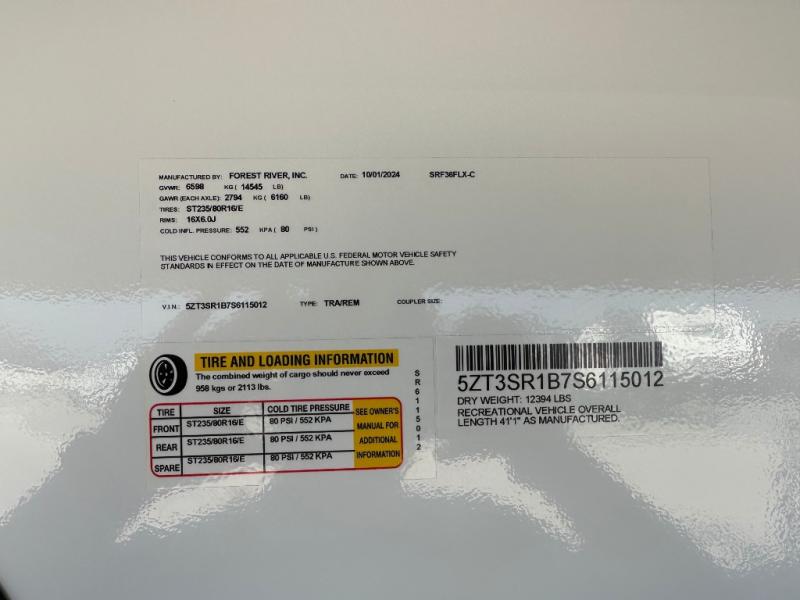 MANUFACTURED BY: FOREST RIVER, INC. DATE: 10/01/2024 SRF36FLX-C
GVWR: 6598 KG ( 14545 LB)
GAWR (EACH AXLE): 2794 KG ( 6160 LB)
TIRES: ST235/80R16/E
RIMS: 16X6.0J
COLD INFL. PRESSURE: 552 KPA ( 80 PSI )
THIS VEHICLE CONFORMS TO ALL APPLICABLE U.S. FEDERAL MOTOR VEHICLE SAFETY
STANDARDS IN EFFECT ON THE DATE OF MANUFACTURE SHOWN ABOVE.
V.I.N.: 5ZT3SR1B7S6115012 TYPE: TRA/REM COUPLER SIZE:
TIRE AND LOADING INFORMATION
The combined weight of cargo should never exceed
958 kgs or 2113 lbs.
TIRE SIZE COLD TIRE PRESSURE
FRONT ST235/80R16/E 80 PSI / 552 KPA
REAR ST235/80R16/E 80 PSI / 552 KPA
SPARE ST235/80R16/E 80 PSI / 552 KPA
SEE OWNER'S
MANUAL FOR
ADDITIONAL
INFORMATION
SR6115012
5ZT3SR1B7S6115012
DRY WEIGHT: 12394 LBS
RECREATIONAL VEHICLE OVERALL
LENGTH 41'1" AS MANUFACTURED.